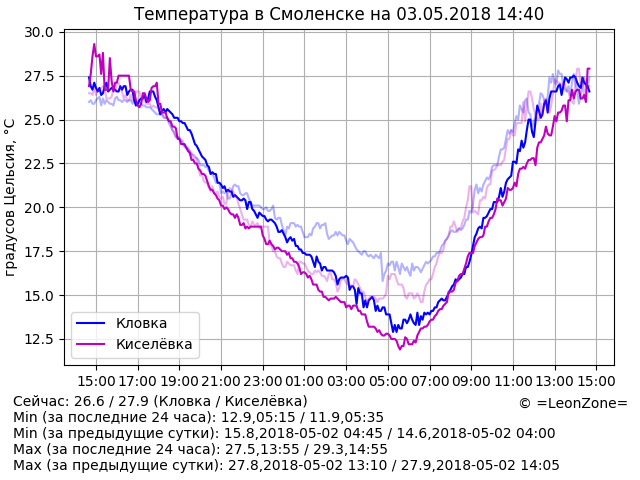 Температура в Смоленске на 03.05.2018 14:40
градусов Цельсия, °C
30.0
27.5
25.0
22.5
20.0
17.5
15.0
12.5
Кловка
Киселёвка
15:00 17:00 19:00 21:00 23:00 01:00 03:00 05:00 07:00 09:00 11:00 13:00 15:00
Сейчас: 26.6 / 27.9 (Кловка / Киселёвка)
© =LeonZone=
Min (за последние 24 часа): 12.9,05:15 / 11.9,05:35
Min (за предыдущие сутки): 15.8,2018-05-02 04:45 / 14.6,2018-05-02 04:00
Max (за последние 24 часа): 27.5,13:55 / 29.3,14:55
Max (за предыдущие сутки): 27.8,2018-05-02 13:10 / 27.9,2018-05-02 14:05